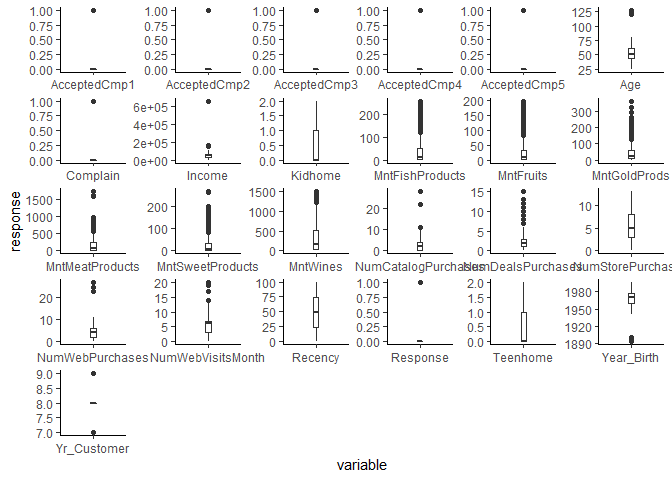 1.00 1.00 1.00 1.00 1.00 125
0.75 0.75 0.75 0.75 0.75 100
0.50 0.50 0.50 0.50 0.50 75
0.25 0.25 0.25 0.25 0.25 50
0.00 0.00 0.00 0.00 0.00 25
AcceptedCmp1 AcceptedCmp2 AcceptedCmp3 AcceptedCmp4 AcceptedCmp5 Age
1.00 6e+05 2.0 250 200 300
0.75 4e+05 1.5 200 150 200
0.50 2e+05 1.0 100 100 100
0.25 0e+00 0.5 0 50 0
0.00 0.0 0
Complain Income Kidhome MntFishProducts MntFruits MntGoldProds
response
1500 200 1500 20 15 10
1000 100 1000 10 10 5
500 0 500 0 5 0
0 0 0
MntMeatProducts MntSweetProducts MntWines NumCatalogPurchases NumDealsPurchases NumStorePurchas
20 20 100 1.00 2.0 1980
10 15 75 0.75 1.5 1950
0 10 50 0.50 1.0 1920
5 25 0.25 0.5 1890
0 0 0.00 0.0
NumWebPurchases NumWebVisitsMonth Recency Response Teenhome Year_Birth
9.0
8.5
8.0
7.5
7.0
Yr_Customer
variable